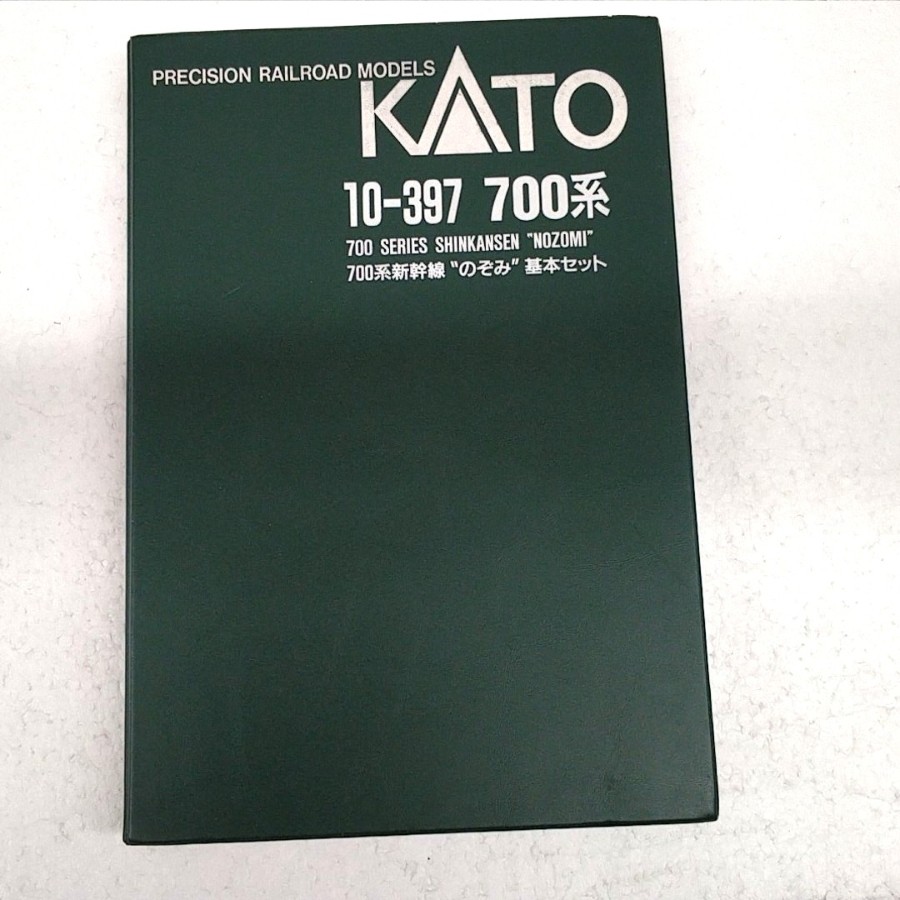 PRECISION RAILROAD MODELS
KATO
10-397 700系
700 SERIES SHINKANSEN "NOZOMI"
700系新幹線 〝のぞみ〞 基本セット